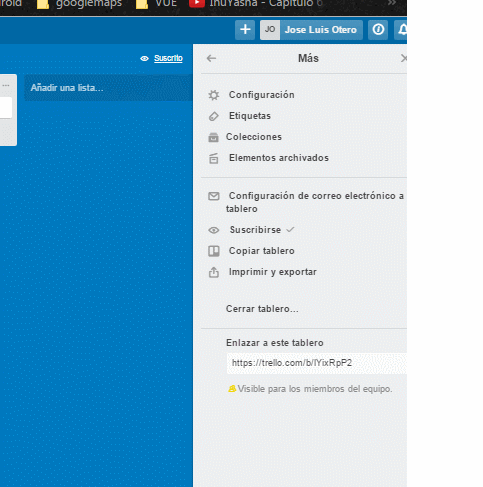 roid googlemaps VUE InuYasha - Capitulo 6 »
JO Jose Luis Otero
Suscrito
Más
Añadir una lista...
Configuración
Etiquetas
Colecciones
Elementos archivados
Configuración de correo electrónico a
tablero
Suscribirse
Copiar tablero
Imprimir y exportar
Cerrar tablero...
Enlazar a este tablero
https://trello.com/b/lYixRpP2
Visible para los miembros del equipo.